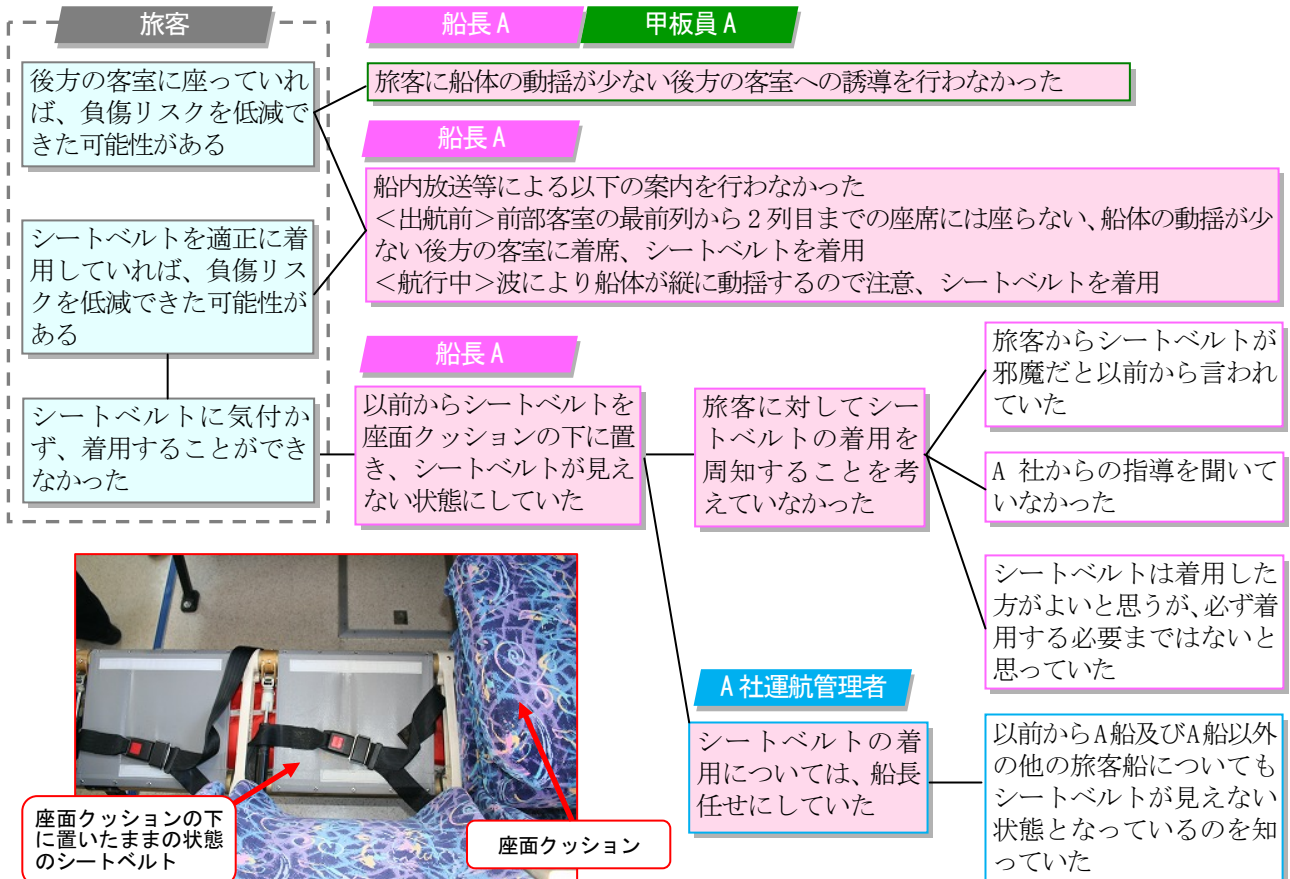 旅客
後方の客室に座っていれ
ば、負傷リスクを低減で
きた可能性がある
シートベルトを適正に着
用していれば、負傷リス
クを低減できた可能性が
ある
シートベルトに気付か
ず、着用することができ
なかった
船長 A
甲板員 A
旅客に船体の動揺が少ない後方の客室への誘導を行わなかった
船長 A
船内放送等による以下の案内を行わなかった
＜出航前＞前部客室の最前列から２列目までの座席には座らない、船体の動揺が少
ない後方の客室に着席、シートベルトを着用
＜航行中＞波により船体が縦に動揺するので注意、シートベルトを着用
船長 A
以前からシートベルトを
座面クッションの下に置
き、シートベルトが見え
ない状態にしていた
旅客に対してシー
トベルトの着用を
周知することを考
えていなかった
旅客からシートベルトが
邪魔だと以前から言われ
ていた
A 社からの指導を聞いて
いなかった
シートベルトは着用した
方がよいと思うが、必ず着
用する必要まではないと
思っていた
A 社運航管理者
シートベルトの着
用については、船長
任せにしていた
以前からA船及びA船以外
の他の旅客船についても
シートベルトが見えない
状態となっているのを知
っていた
座面クッションの下
に置いたままの状態
のシートベルト
座面クッション